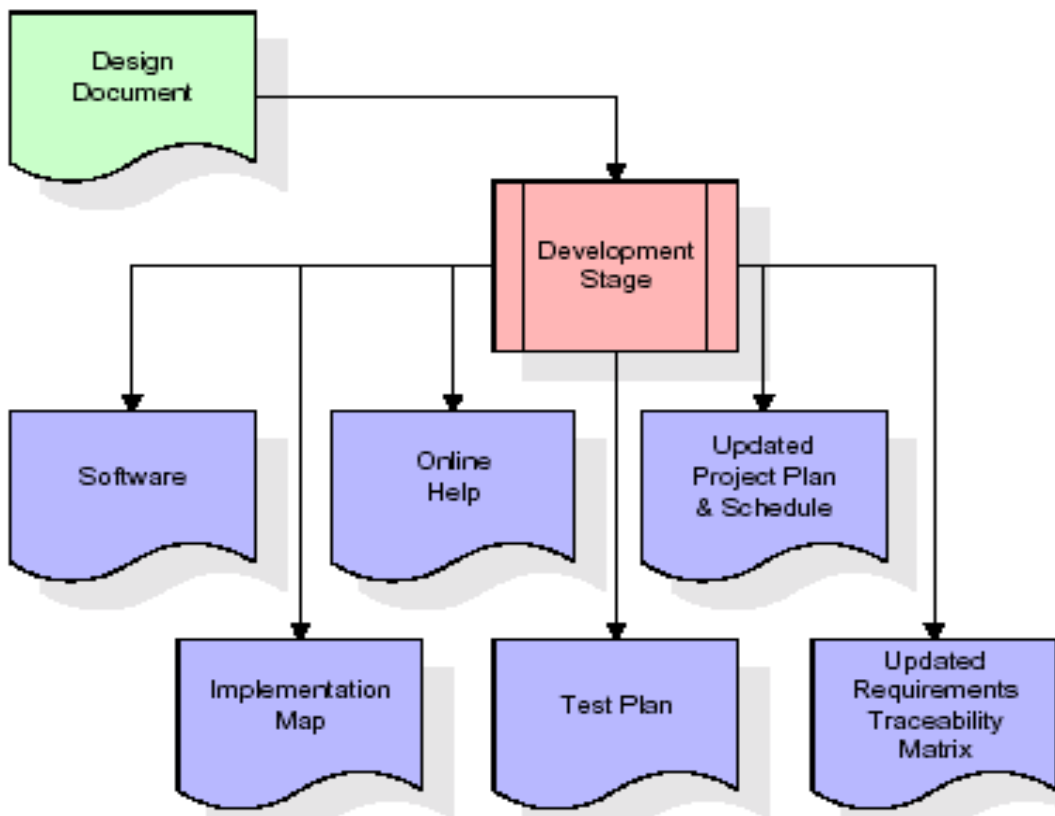 Design
Document
Development
Stage
Software
Online
Help
Updated
Project Plan
& Schedule
Implementation
Map
Test Plan
Updated
Requirements
Traceability
Matrix